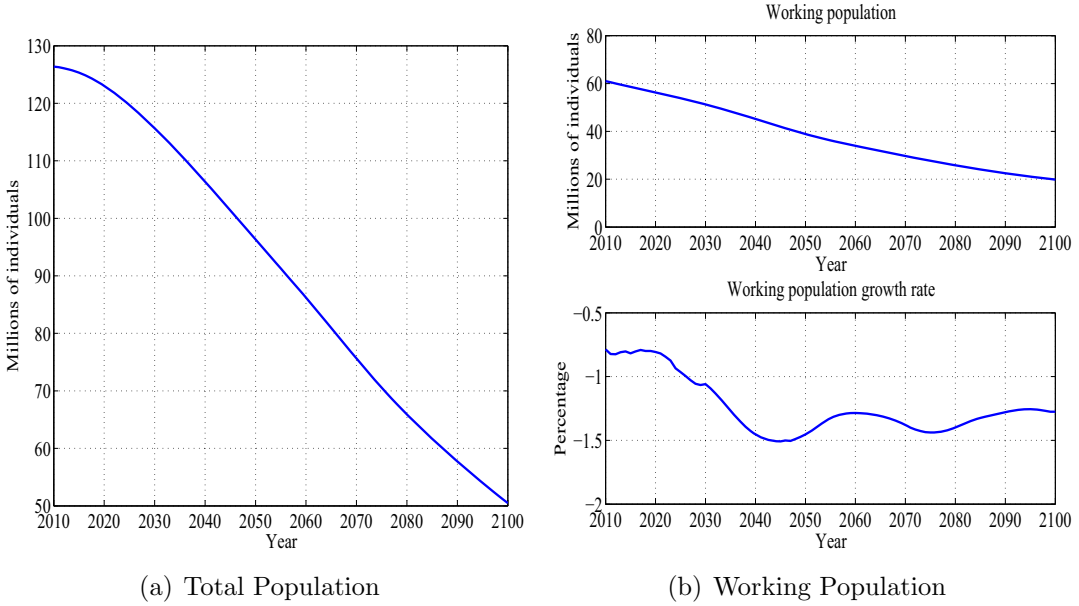 130
120
110
100
90
80
70
60
50
Millions of individuals
2010 2020 2030 2040 2050 2060 2070 2080 2090 2100
Year
(a) Total Population
Working population
80
60
40
20
0
Millions of individuals
2010 2020 2030 2040 2050 2060 2070 2080 2090 2100
Year
Working population growth rate
−0.5
−1
−1.5
−2
Percentage
2010 2020 2030 2040 2050 2060 2070 2080 2090 2100
Year
(b) Working Population